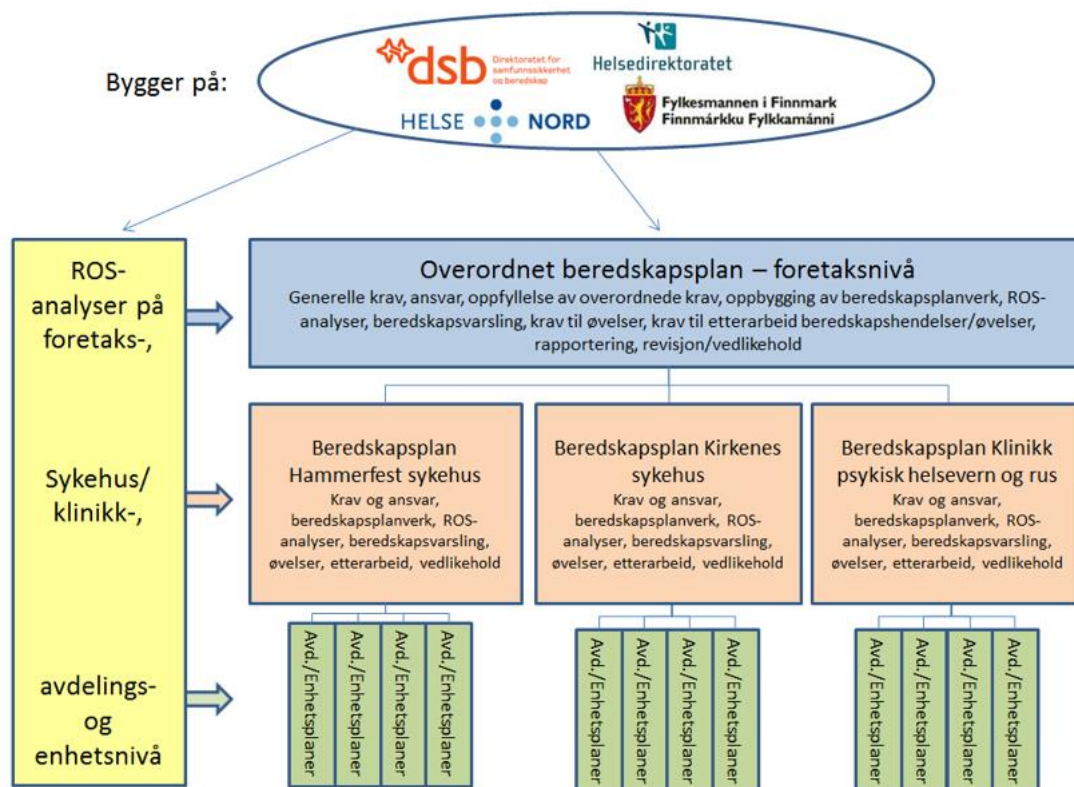 Bygger på:
dsb
Direktoratet for
samfunnssikkerhet
og beredskap
Helsedirektoratet
HELSE NORD
Fylkesmannen i Finnmark
Finnmárkku Fylkkamánni
ROS-
analyser på
foretaks-,
Sykehus/
klinikk-,
avdelings-
og
enhetsnivå
Overordnet beredskapsplan – foretaksnivå
Generelle krav, ansvar, oppfyllelse av overordnede krav, oppbygging av beredskapsplanverk, ROS-
analyser, beredskapsvarsling, krav til øvelser, krav til etterarbeid beredskapshendelser/øvelser,
rapportering, revisjon/vedlikehold
Beredskapsplan
Hammerfest sykehus
Krav og ansvar,
beredskapsplanverk, ROS-
analyser, beredskapsvarsling,
øvelser, etterarbeid, vedlikehold
Beredskapsplan Kirkenes
sykehus
Krav og ansvar,
beredskapsplanverk, ROS-
analyser, beredskapsvarsling,
øvelser, etterarbeid, vedlikehold
Beredskapsplan Klinikk
psykisk helsevern og rus
Krav og ansvar,
beredskapsplanverk, ROS-
analyser, beredskapsvarsling,
øvelser, etterarbeid, vedlikehold
Avd./Enhetsplaner
Avd./Enhetsplaner
Avd./Enhetsplaner
Avd./Enhetsplaner
Avd./Enhetsplaner
Avd./Enhetsplaner
Avd./Enhetsplaner
Avd./Enhetsplaner
Avd./Enhetsplaner
Avd./Enhetsplaner
Avd./Enhetsplaner
Avd./Enhetsplaner